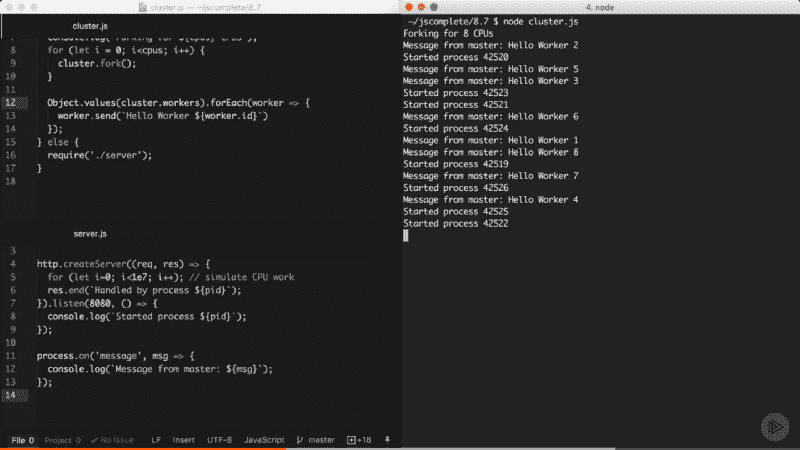 cluster.js — ~/jscomplete/8.7
cluster.js
7 console.log(`Forking for ${cpus} CPUs`);
8 for (let i = 0; i<cpus; i++) {
9 cluster.fork();
10 }
11
12 Object.values(cluster.workers).forEach(worker => {
13 worker.send(`Hello Worker ${worker.id}`)
14 });
15 } else {
16 require('./server');
17 }
18
server.js
3
4 http.createServer((req, res) => {
5 for (let i=0; i<1e7; i++); // simulate CPU work
6 res.end(`Handled by process ${pid}`);
7 }).listen(8080, () => {
8 console.log(`Started process ${pid}`);
9 });
10
11 process.on('message', msg => {
12 console.log(`Message from master: ${msg}`);
13 });
14
File 0 Project 0 ✓ No Issue LF Insert UTF-8 JavaScript master +18
4. node
~/jscomplete/8.7 $ node cluster.js
Forking for 8 CPUs
Message from master: Hello Worker 2
Started process 42520
Message from master: Hello Worker 5
Message from master: Hello Worker 3
Started process 42523
Started process 42521
Message from master: Hello Worker 6
Started process 42524
Message from master: Hello Worker 1
Message from master: Hello Worker 8
Started process 42519
Message from master: Hello Worker 7
Started process 42526
Message from master: Hello Worker 4
Started process 42525
Started process 42522